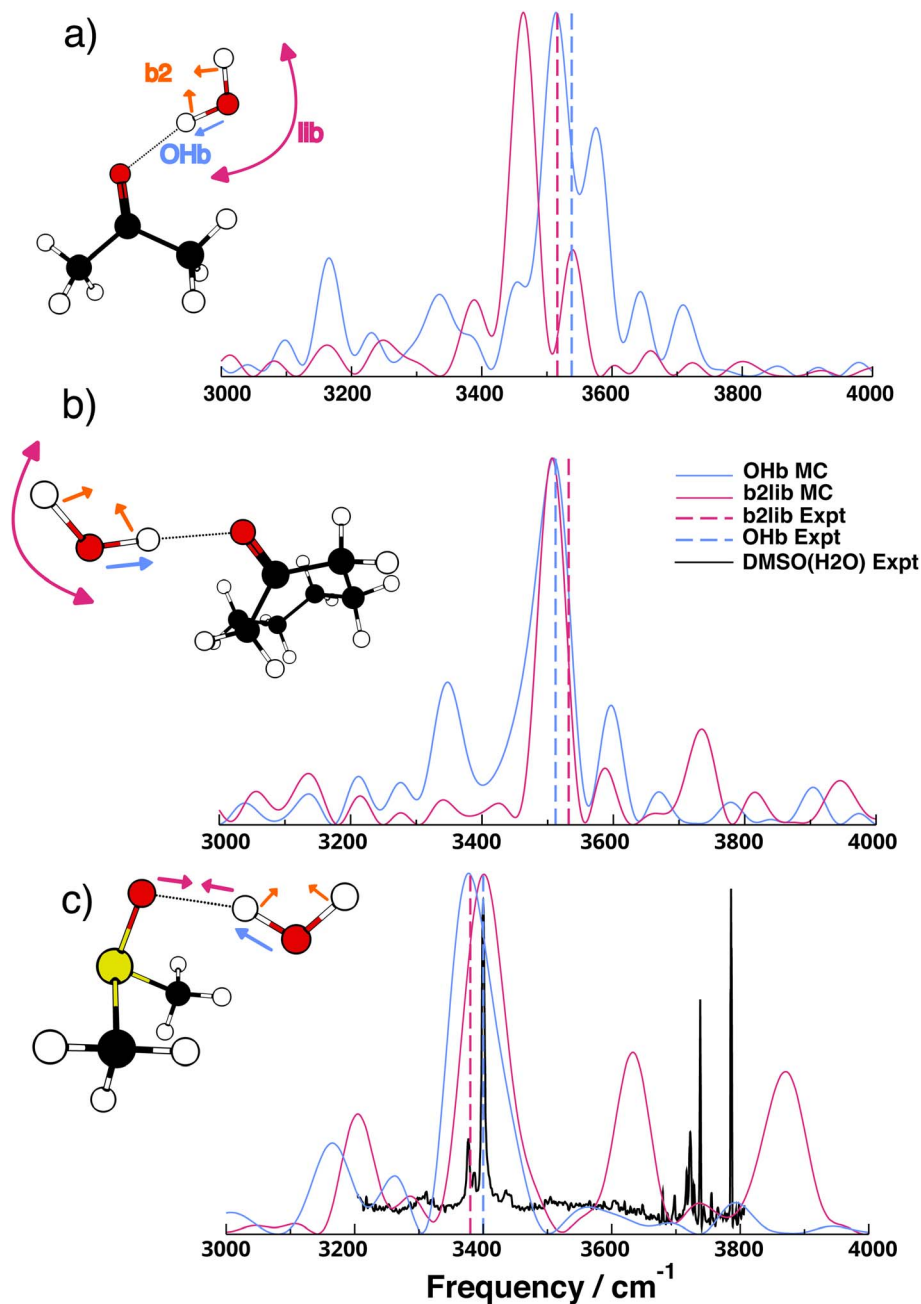 a)
b2
lib
OHb
3000 3200 3400 3600 3800 4000
b)
OHb MC
b2lib MC
b2lib Expt
OHb Expt
DMSO(H2O) Expt
3000 3200 3400 3600 3800 4000
c)
3000 3200 3400 3600 3800 4000
Frequency / cm⁻¹